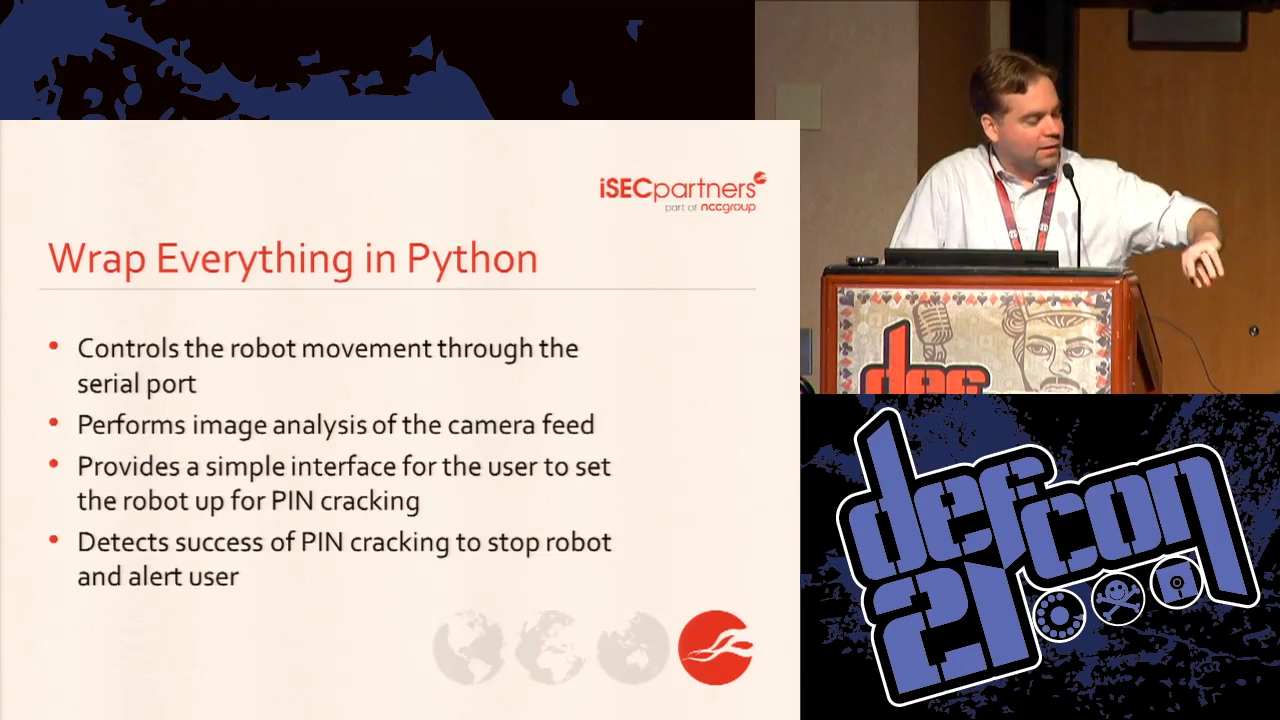 iSECpartners
part of nccgroup
Wrap Everything in Python
• Controls the robot movement through the
serial port
• Performs image analysis of the camera feed
• Provides a simple interface for the user to set
the robot up for PIN cracking
• Detects success of PIN cracking to stop robot
and alert user
def
defcon
21